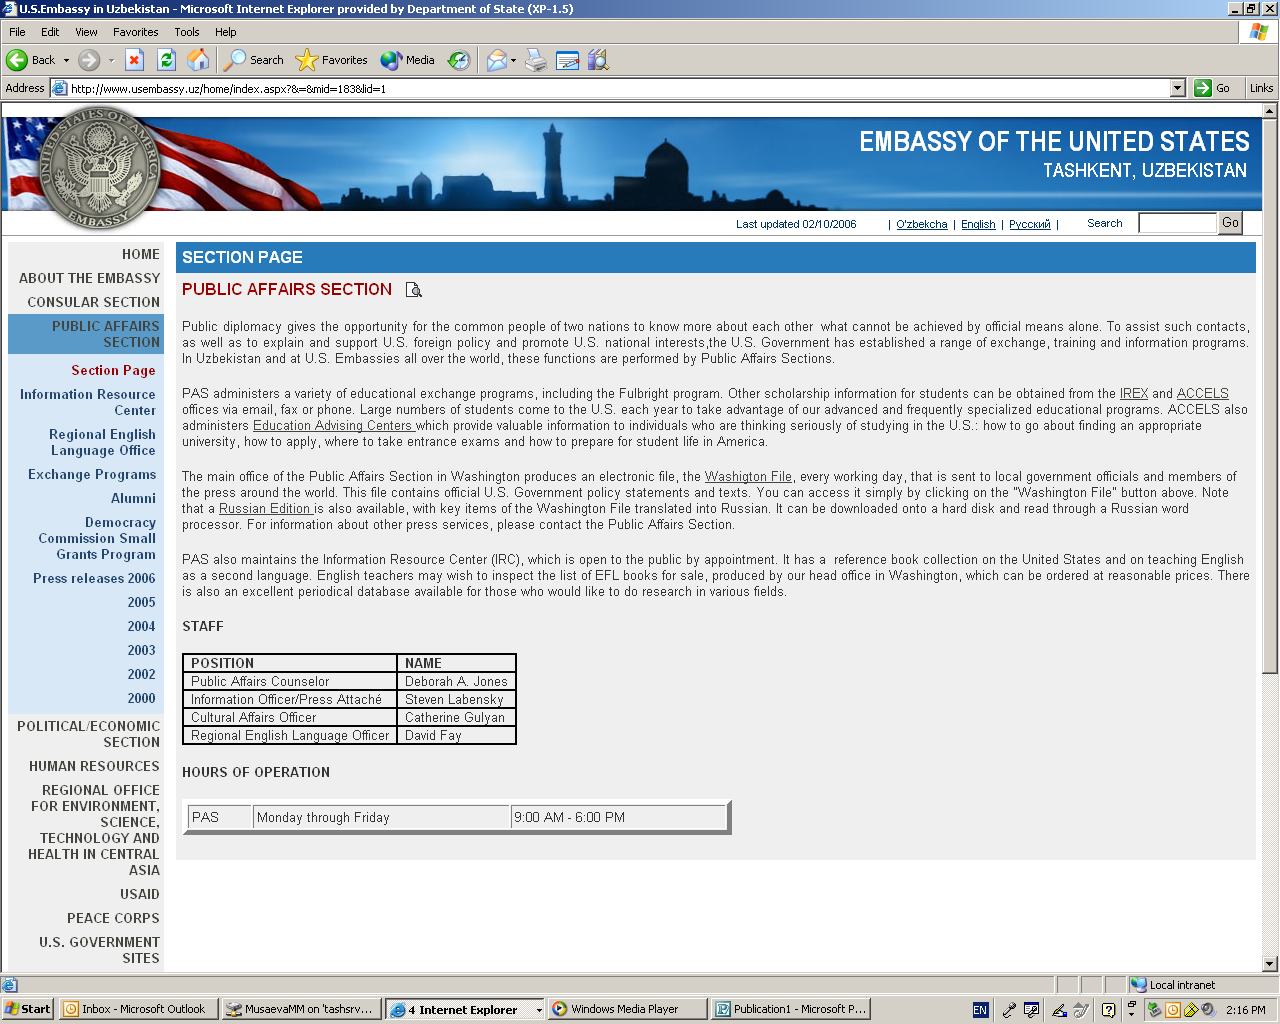 U.S.Embassy in Uzbekistan - Microsoft Internet Explorer provided by Department of State (XP-1.5)
File Edit View Favorites Tools Help
Back Search Favorites Media
Address http://www.usembassy.uz/home/index.aspx?&=&mid=183&lid=1 Go Links
UNITED STATES OF AMERICA
EMBASSY
EMBASSY OF THE UNITED STATES
TASHKENT, UZBEKISTAN
Last updated 02/10/2006 | O'zbekcha | English | Русский | Search Go
HOME
ABOUT THE EMBASSY
CONSULAR SECTION
PUBLIC AFFAIRS
SECTION
Section Page
Information Resource
Center
Regional English
Language Office
Exchange Programs
Alumni
Democracy
Commission Small
Grants Program
Press releases 2006
2005
2004
2003
2002
2000
POLITICAL/ECONOMIC
SECTION
HUMAN RESOURCES
REGIONAL OFFICE
FOR ENVIRONMENT,
SCIENCE,
TECHNOLOGY AND
HEALTH IN CENTRAL
ASIA
USAID
PEACE CORPS
U.S. GOVERNMENT
SITES
SECTION PAGE
PUBLIC AFFAIRS SECTION
Public diplomacy gives the opportunity for the common people of two nations to know more about each other what cannot be achieved by official means alone. To assist such contacts,
as well as to explain and support U.S. foreign policy and promote U.S. national interests,the U.S. Government has established a range of exchange, training and information programs.
In Uzbekistan and at U.S. Embassies all over the world, these functions are performed by Public Affairs Sections.
PAS administers a variety of educational exchange programs, including the Fulbright program. Other scholarship information for students can be obtained from the IREX and ACCELS
offices via email, fax or phone. Large numbers of students come to the U.S. each year to take advantage of our advanced and frequently specialized educational programs. ACCELS also
administers Education Advising Centers which provide valuable information to individuals who are thinking seriously of studying in the U.S.: how to go about finding an appropriate
university, how to apply, where to take entrance exams and how to prepare for student life in America.
The main office of the Public Affairs Section in Washington produces an electronic file, the Washigton File, every working day, that is sent to local government officials and members of
the press around the world. This file contains official U.S. Government policy statements and texts. You can access it simply by clicking on the "Washington File" button above. Note
that a Russian Edition is also available, with key items of the Washington File translated into Russian. It can be downloaded onto a hard disk and read through a Russian word
processor. For information about other press services, please contact the Public Affairs Section.
PAS also maintains the Information Resource Center (IRC), which is open to the public by appointment. It has a reference book collection on the United States and on teaching English
as a second language. English teachers may wish to inspect the list of EFL books for sale, produced by our head office in Washington, which can be ordered at reasonable prices. There
is also an excellent periodical database available for those who would like to do research in various fields.
STAFF
POSITION NAME
Public Affairs Counselor Deborah A. Jones
Information Officer/Press Attaché Steven Labensky
Cultural Affairs Officer Catherine Gulyan
Regional English Language Officer David Fay
HOURS OF OPERATION
PAS Monday through Friday 9:00 AM - 6:00 PM
Local intranet
Start Inbox - Microsoft Outlook MusaevaMM on 'tashsrv... 4 Internet Explorer Windows Media Player Publication1 - Microsoft P... EN 2:16 PM